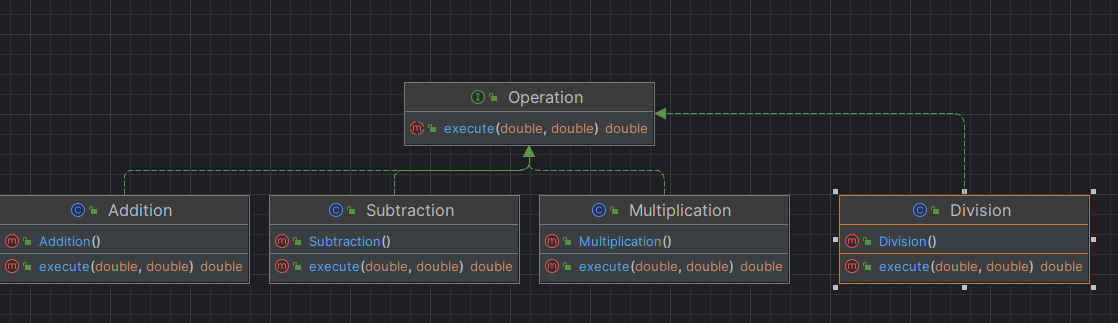 Operation
execute(double, double) double
Addition
Addition()
execute(double, double) double
Subtraction
Subtraction()
execute(double, double) double
Multiplication
Multiplication()
execute(double, double) double
Division
Division()
execute(double, double) double